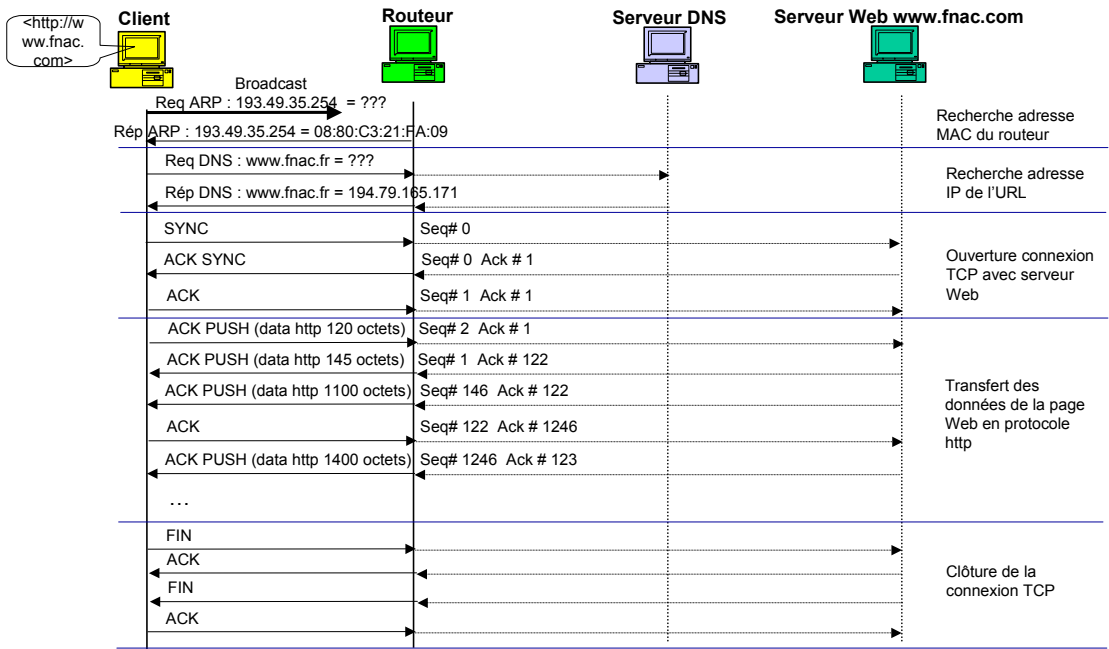 <http://w
ww.fnac.
com>
Client
Routeur
Serveur DNS
Serveur Web www.fnac.com
Broadcast
Req ARP : 193.49.35.254 = ???
Rép ARP : 193.49.35.254 = 08:80:C3:21:FA:09
Recherche adresse
MAC du routeur
Req DNS : www.fnac.fr = ???
Rép DNS : www.fnac.fr = 194.79.165.171
Recherche adresse
IP de l’URL
SYNC
Seq# 0
ACK SYNC
Seq# 0 Ack # 1
ACK
Seq# 1 Ack # 1
Ouverture connexion
TCP avec serveur
Web
ACK PUSH (data http 120 octets)
Seq# 2 Ack # 1
ACK PUSH (data http 145 octets)
Seq# 1 Ack # 122
ACK PUSH (data http 1100 octets)
Seq# 146 Ack # 122
ACK
Seq# 122 Ack # 1246
ACK PUSH (data http 1400 octets)
Seq# 1246 Ack # 123
…
Transfert des
données de la page
Web en protocole
http
FIN
ACK
FIN
ACK
Clôture de la
connexion TCP